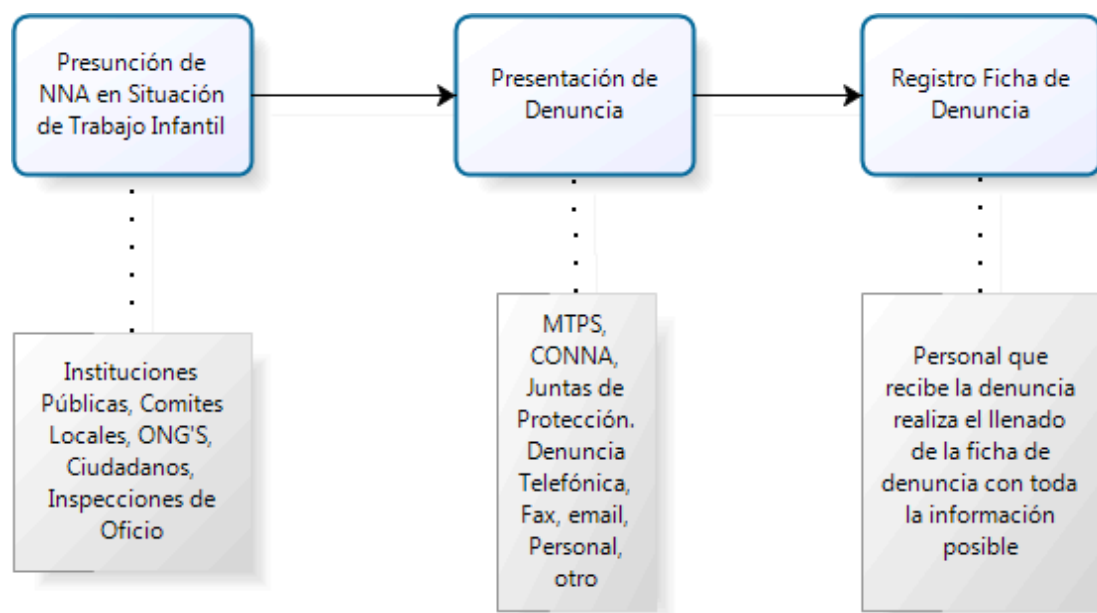 Presunción de
NNA en Situación
de Trabajo Infantil
Presentación de
Denuncia
Registro Ficha de
Denuncia
Instituciones
Públicas, Comites
Locales, ONG'S,
Ciudadanos,
Inspecciones de
Oficio
MTPS,
CONNA,
Juntas de
Protección.
Denuncia
Telefónica,
Fax, email,
Personal,
otro
Personal que
recibe la denuncia
realiza el llenado
de la ficha de
denuncia con toda
la información
posible